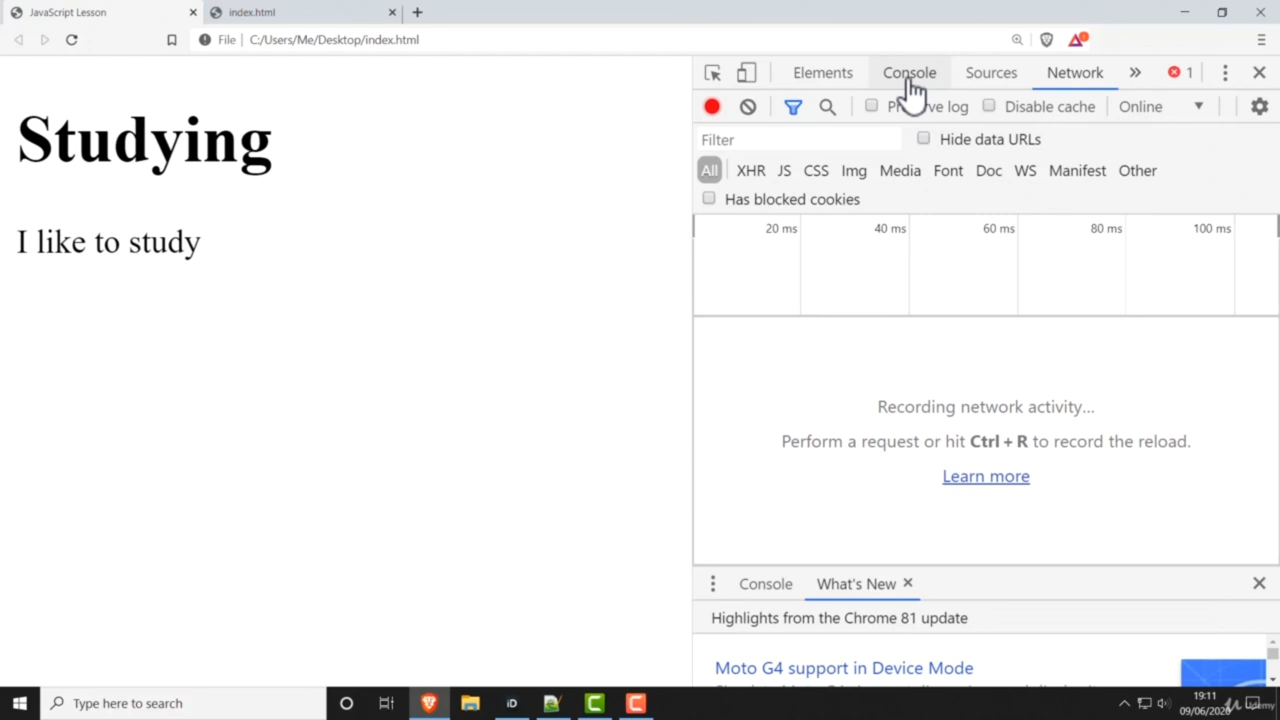 JavaScript Lesson
index.html
File | C:/Users/Me/Desktop/index.html
Studying
I like to study
Elements Console Sources Network 1
log Disable cache Online
Filter Hide data URLs
All XHR JS CSS Img Media Font Doc WS Manifest Other
Has blocked cookies
20 ms 40 ms 60 ms 80 ms 100 ms
Recording network activity...
Perform a request or hit Ctrl + R to record the reload.
Learn more
Console What's New
Highlights from the Chrome 81 update
Moto G4 support in Device Mode
Type here to search
iD
19:11
09/06/2020
Udemy